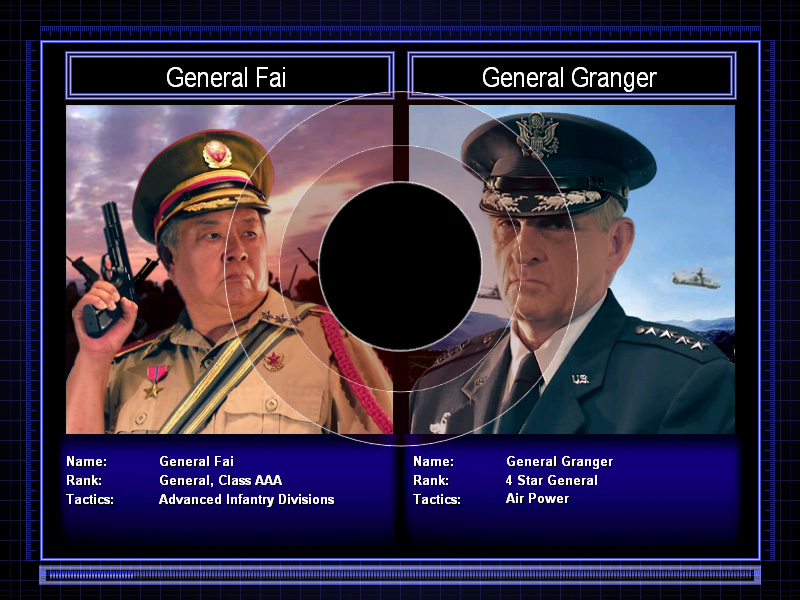 General Fai
General Granger
Name: General Fai
Rank: General, Class AAA
Tactics: Advanced Infantry Divisions
Name: General Granger
Rank: 4 Star General
Tactics: Air Power
U.S.